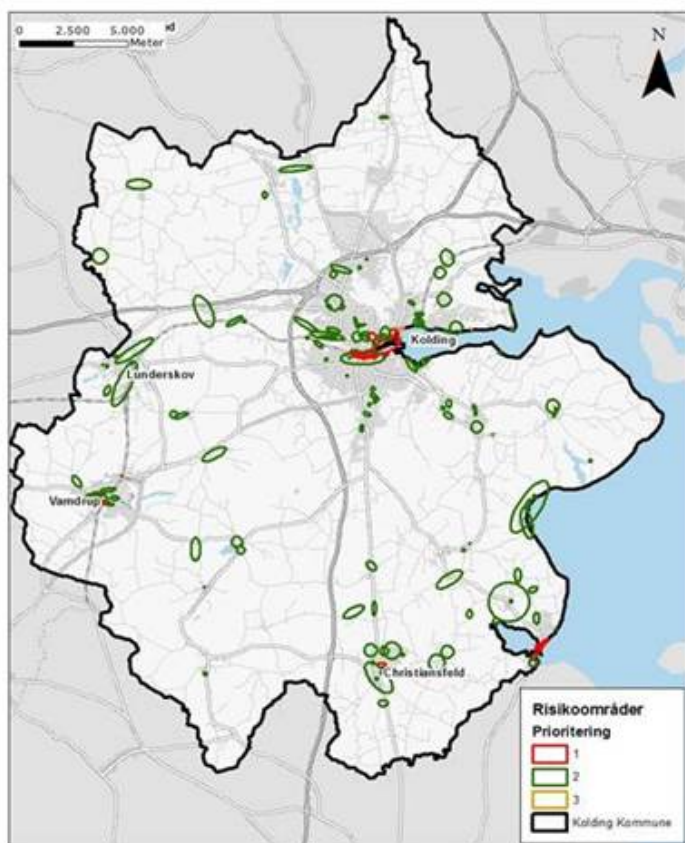 0 2.500 5.000
Meter
N
Kolding
Lunderskov
Vamdrup
Christiansfeld
Risikoområder
Prioritering
1
2
3
Kolding Kommune